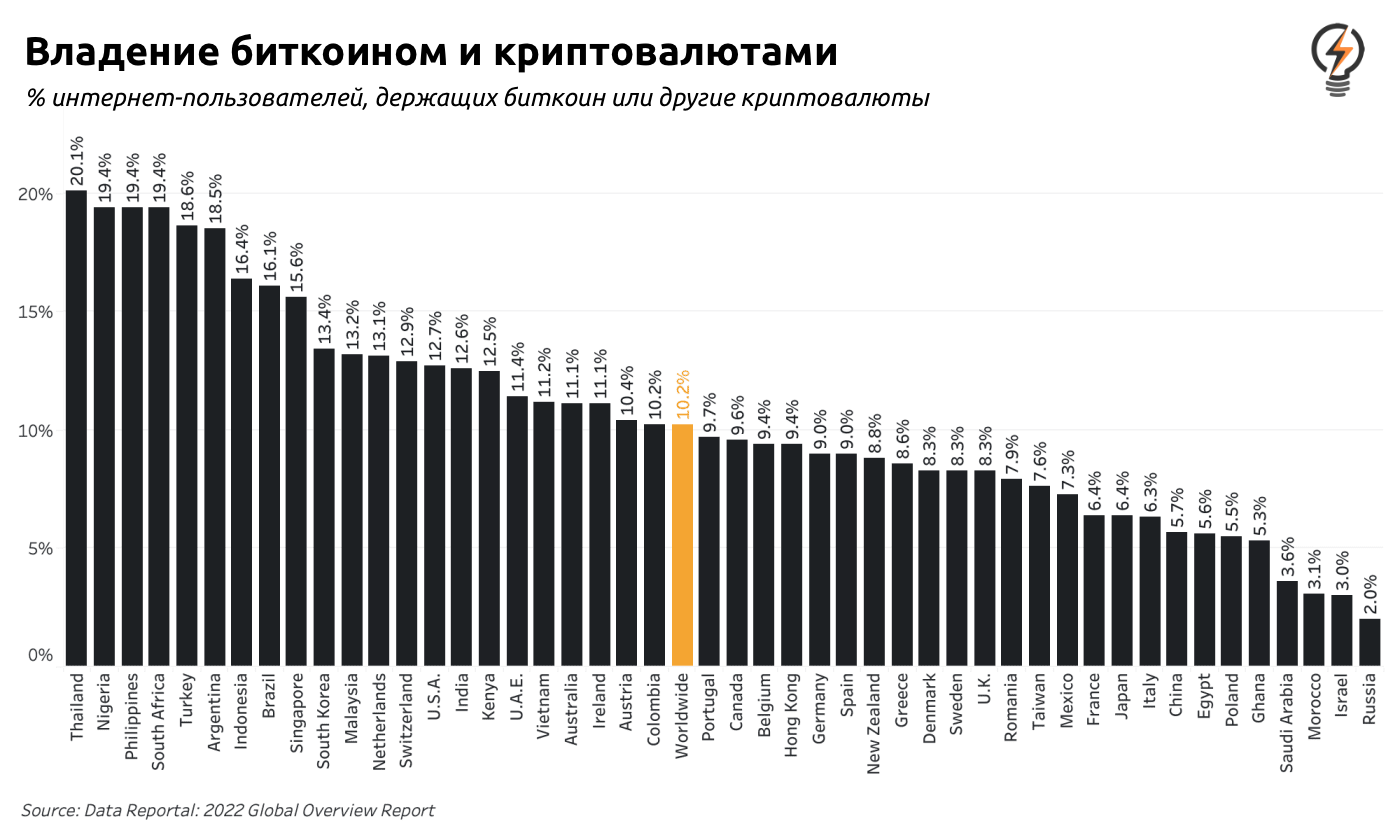 Владение биткоином и криптовалютами
% интернет-пользователей, держащих биткоин или другие криптовалюты
20%
15%
10%
5%
0%
20.1%
19.4%
19.4%
19.4%
18.6%
18.5%
16.4%
16.1%
15.6%
13.4%
13.2%
13.1%
12.9%
12.7%
12.6%
12.5%
11.4%
11.2%
11.1%
11.1%
10.4%
10.2%
10.2%
9.7%
9.6%
9.4%
9.4%
9.0%
9.0%
8.8%
8.6%
8.3%
8.3%
8.3%
7.9%
7.6%
7.3%
6.4%
6.4%
6.3%
5.7%
5.6%
5.5%
5.3%
3.6%
3.1%
3.0%
2.0%
Thailand
Nigeria
Philippines
South Africa
Turkey
Argentina
Indonesia
Brazil
Singapore
South Korea
Malaysia
Netherlands
Switzerland
U.S.A.
India
Kenya
U.A.E.
Vietnam
Australia
Ireland
Austria
Colombia
Worldwide
Portugal
Canada
Belgium
Hong Kong
Germany
Spain
New Zealand
Greece
Denmark
Sweden
U.K.
Romania
Taiwan
Mexico
France
Japan
Italy
China
Egypt
Poland
Ghana
Saudi Arabia
Morocco
Israel
Russia
Source: Data Reportal: 2022 Global Overview Report